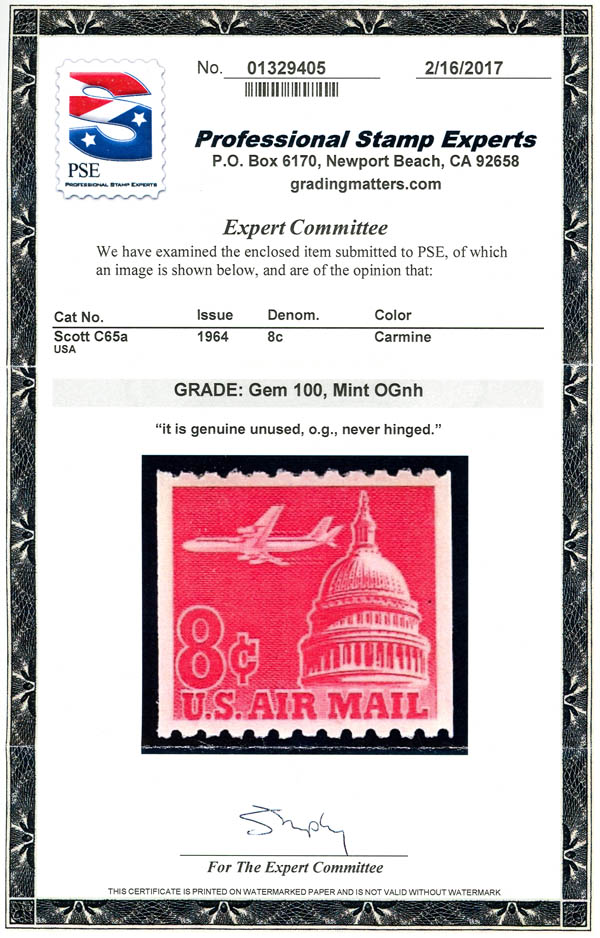 No. 01329405 2/16/2017
PSE
PROFESSIONAL STAMP EXPERTS
Professional Stamp Experts
P.O. Box 6170, Newport Beach, CA 92658
gradingmatters.com
Expert Committee
We have examined the enclosed item submitted to PSE, of which
an image is shown below, and are of the opinion that:
Cat No. Issue Denom. Color
Scott C65a 1964 8c Carmine
USA
GRADE: Gem 100, Mint OGnh
“it is genuine unused, o.g., never hinged.”
8¢
U.S. AIR MAIL
For The Expert Committee
THIS CERTIFICATE IS PRINTED ON WATERMARKED PAPER AND IS NOT VALID WITHOUT WATERMARK